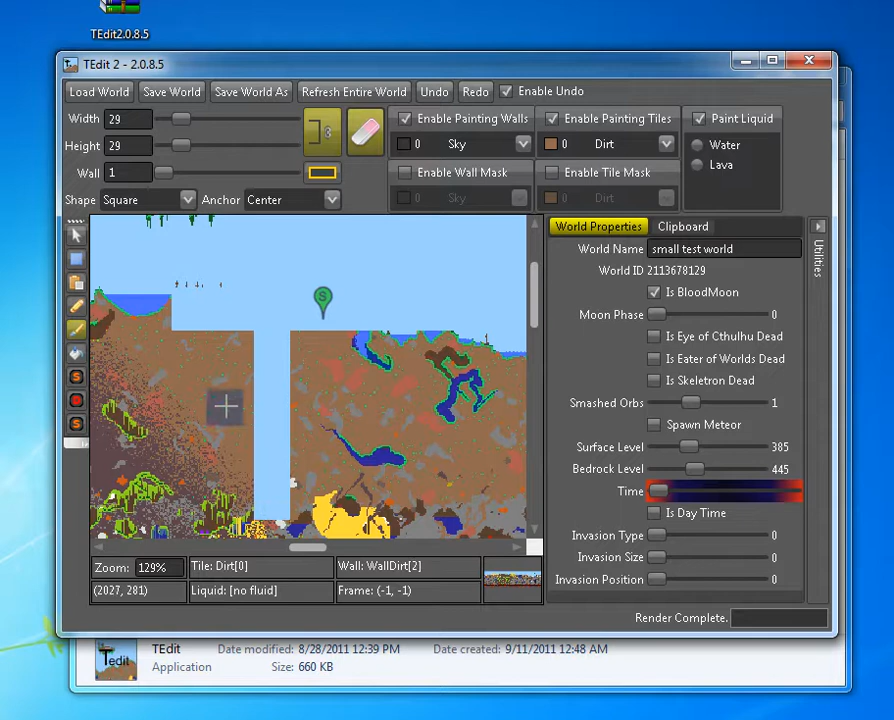 TEdit2.0.8.5
TEdit 2 - 2.0.8.5
Load World Save World Save World As Refresh Entire World Undo Redo Enable Undo
Width 29
Height 29
Wall 1
Shape Square Anchor Center
Enable Painting Walls
0 Sky
Enable Wall Mask
0 Sky
Enable Painting Tiles
0 Dirt
Enable Tile Mask
0 Dirt
Paint Liquid
Water
Lava
World Properties Clipboard
Utilities
World Name small test world
World ID 2113678129
Is BloodMoon
Moon Phase 0
Is Eye of Cthulhu Dead
Is Eater of Worlds Dead
Is Skeletron Dead
Smashed Orbs 1
Spawn Meteor
Surface Level 385
Bedrock Level 445
Time
Is Day Time
Invasion Type 0
Invasion Size 0
Invasion Position 0
S
S
S
Zoom: 129% Tile: Dirt[0] Wall: WallDirt[2]
(2027, 281) Liquid: [no fluid] Frame: (-1, -1)
Render Complete.
Tedit
TEdit Date modified: 8/28/2011 12:39 PM Date created: 9/11/2011 12:48 AM
Application Size: 660 KB